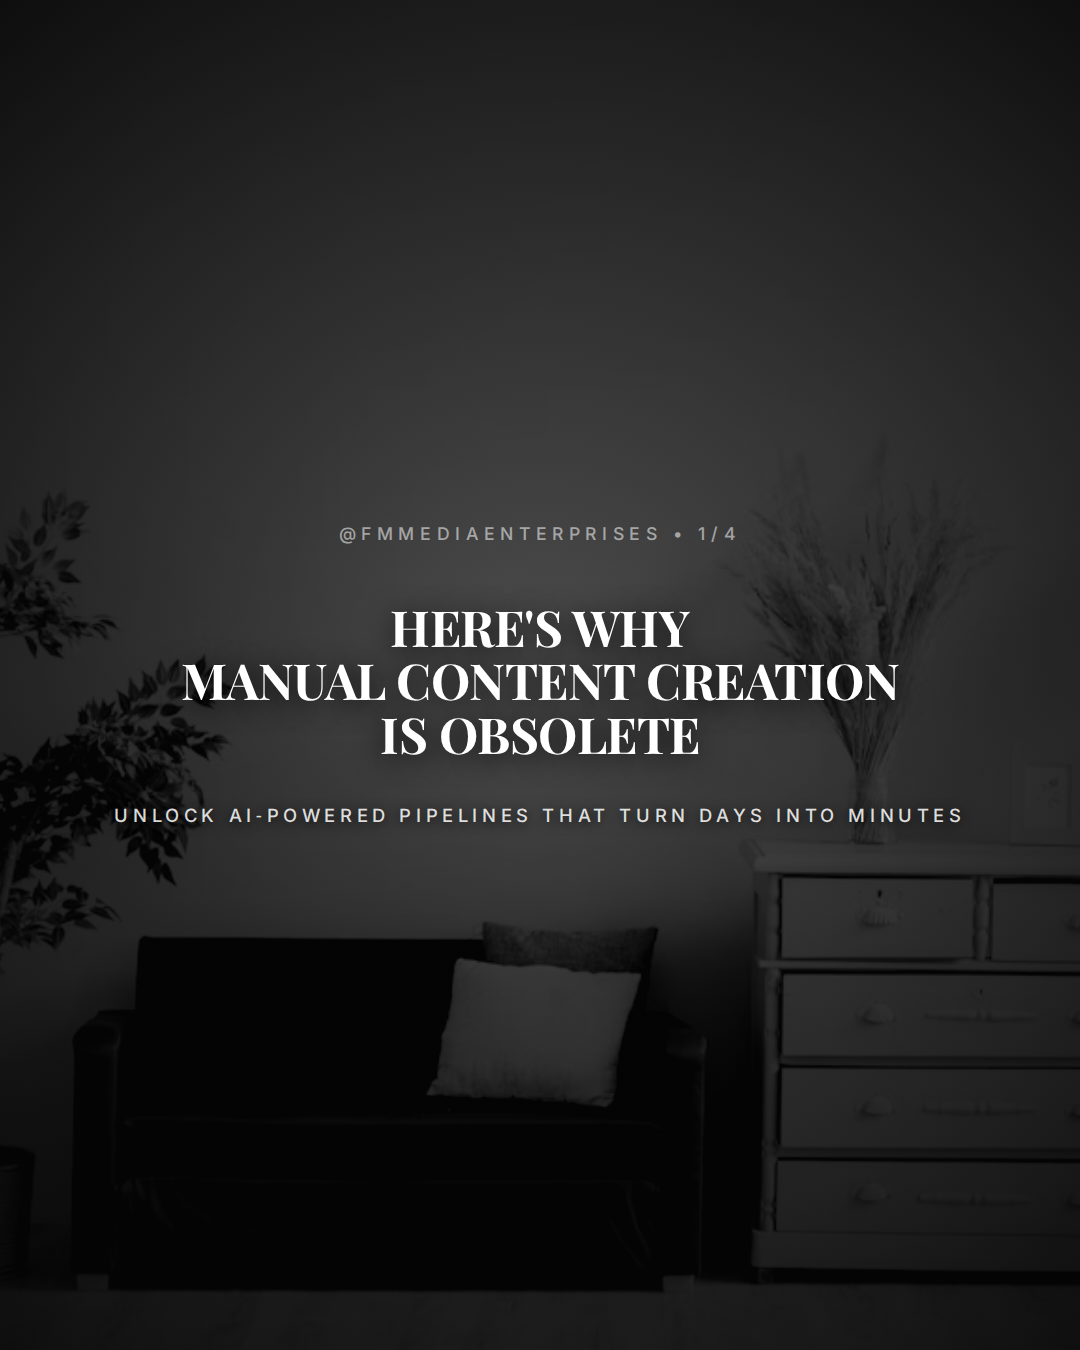 @FMMEDIAENTERPRISES • 1/4
HERE'S WHY
MANUAL CONTENT CREATION
IS OBSOLETE
UNLOCK AI-POWERED PIPELINES THAT TURN DAYS INTO MINUTES